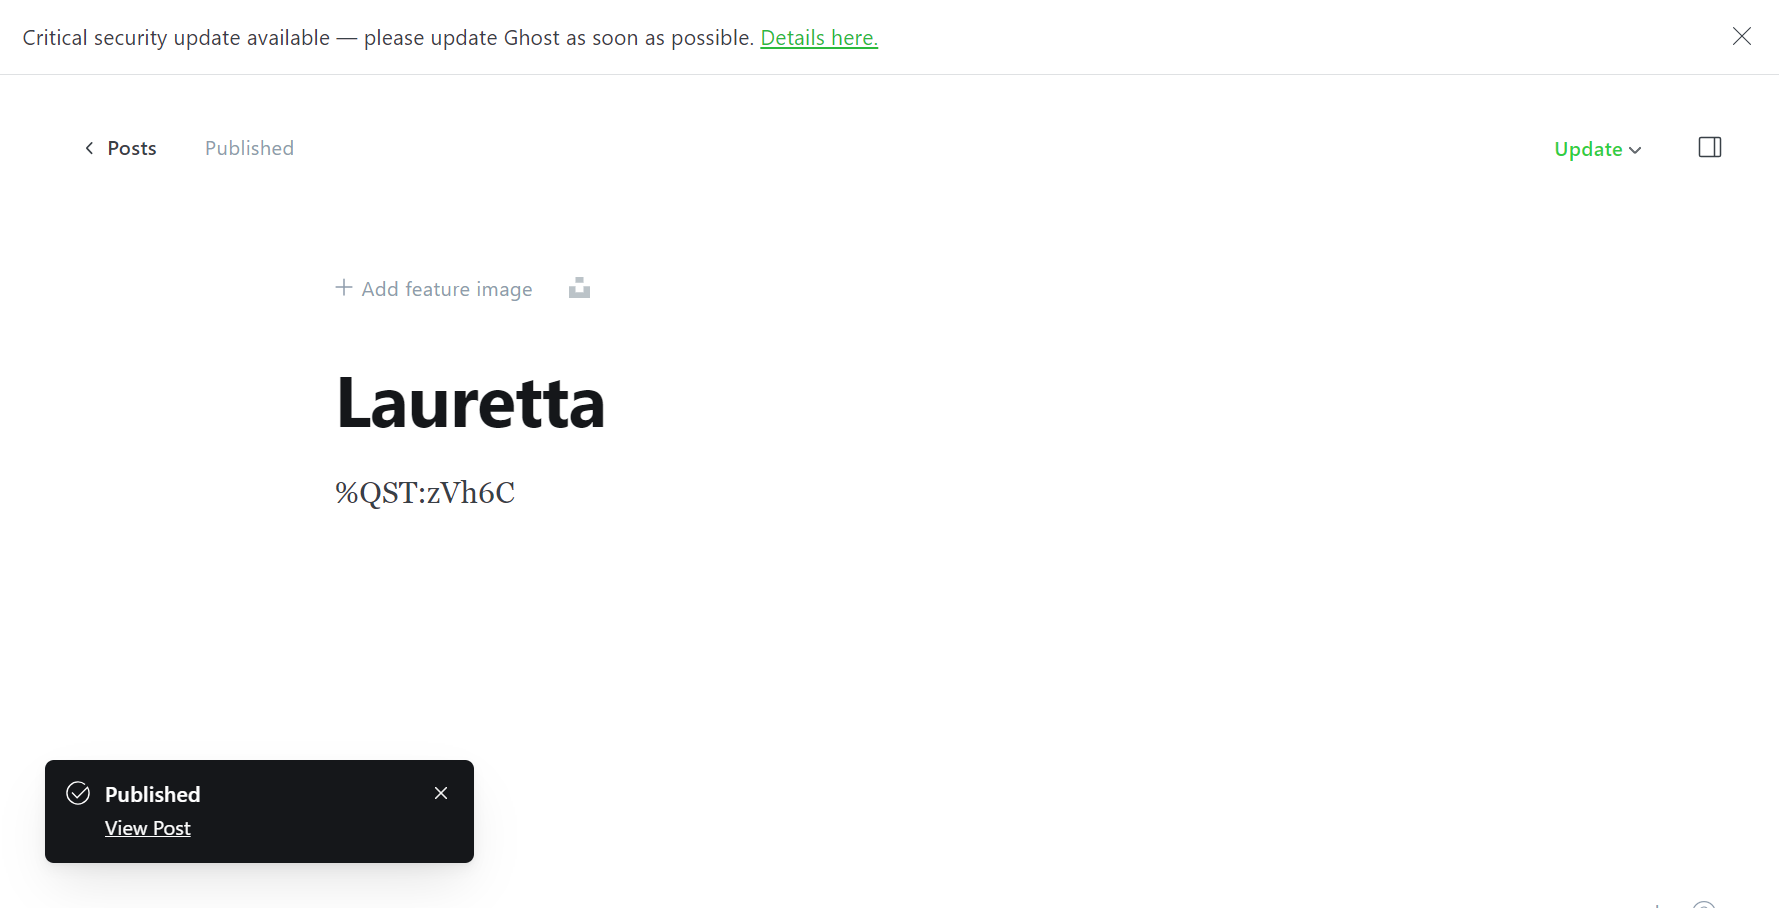 Critical security update available — please update Ghost as soon as possible. Details here.
Posts
Published
Update
Add feature image
Lauretta
%QST:zVh6C
Published
View Post